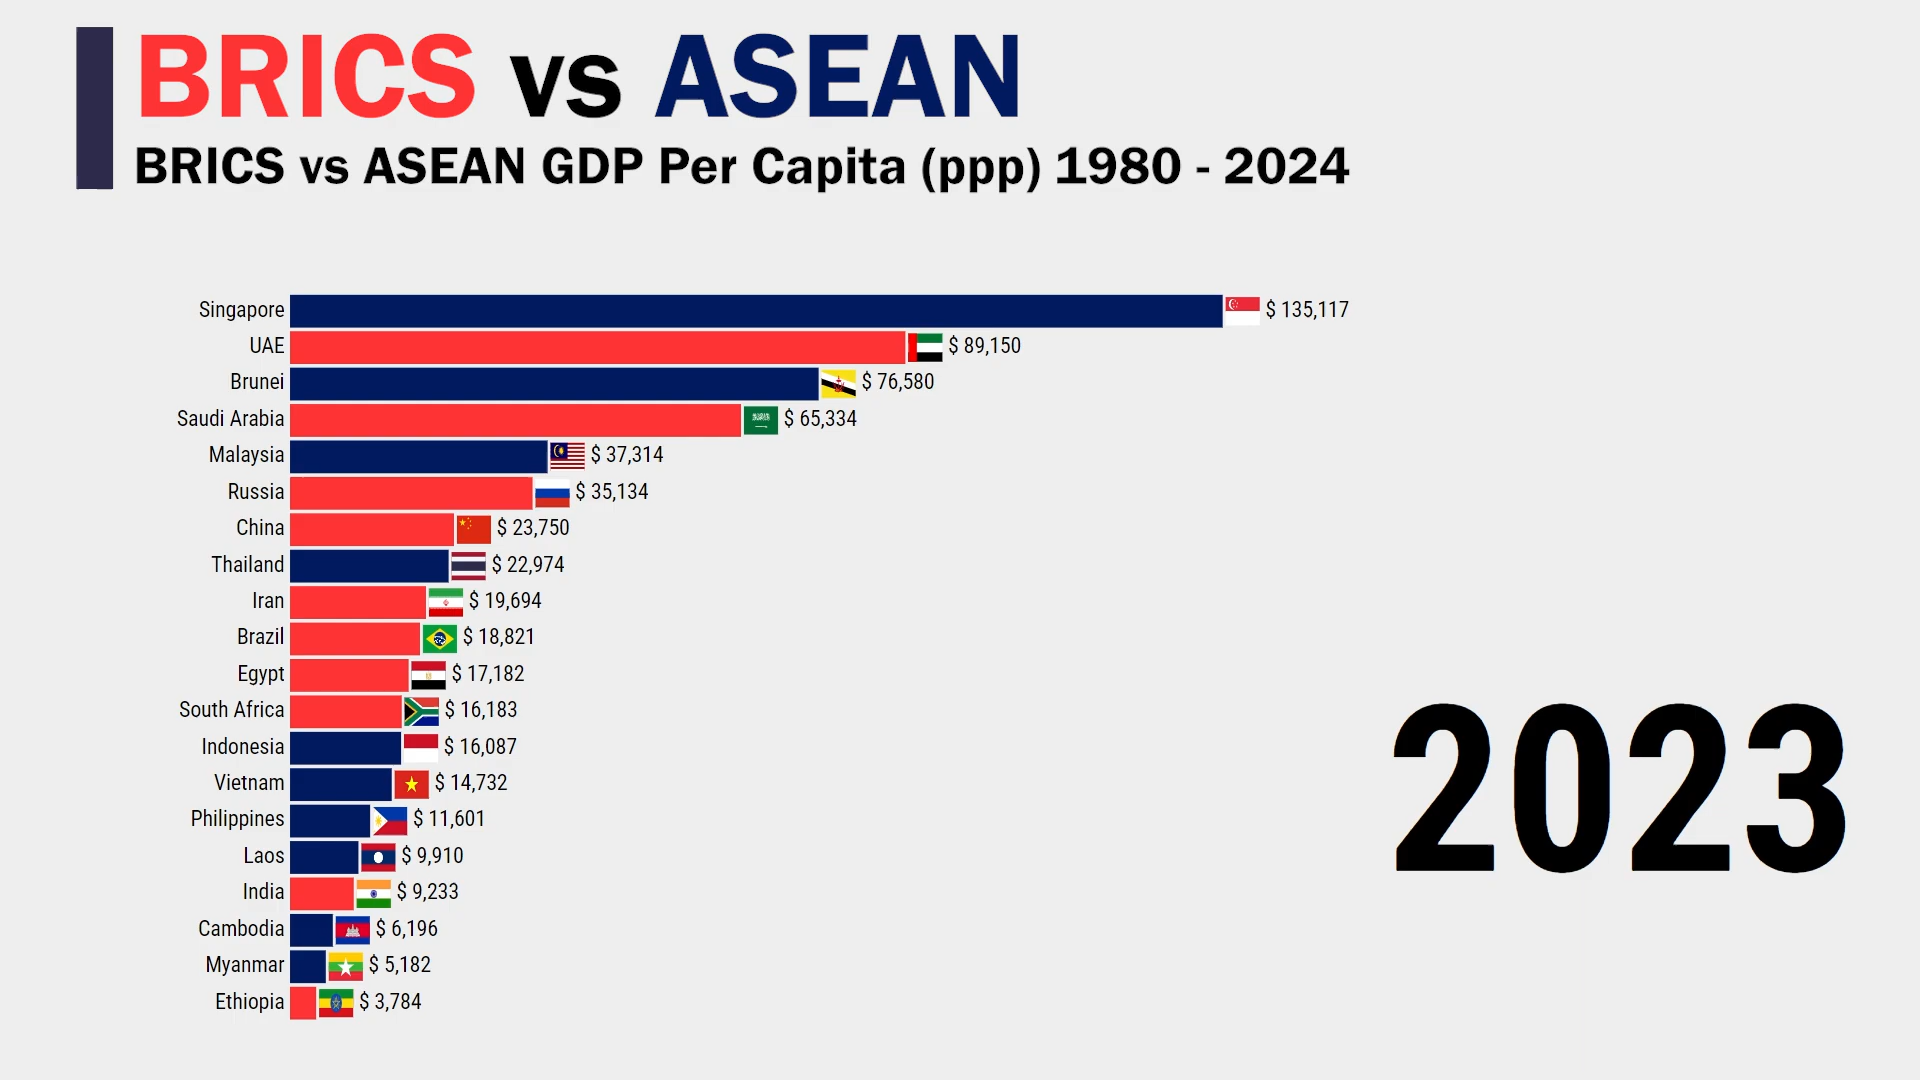 BRICS vs ASEAN
BRICS vs ASEAN GDP Per Capita (ppp) 1980 - 2024
Singapore $ 135,117
UAE $ 89,150
Brunei $ 76,580
Saudi Arabia $ 65,334
Malaysia $ 37,314
Russia $ 35,134
China $ 23,750
Thailand $ 22,974
Iran $ 19,694
Brazil $ 18,821
Egypt $ 17,182
South Africa $ 16,183
Indonesia $ 16,087
Vietnam $ 14,732
Philippines $ 11,601
Laos $ 9,910
India $ 9,233
Cambodia $ 6,196
Myanmar $ 5,182
Ethiopia $ 3,784
2023